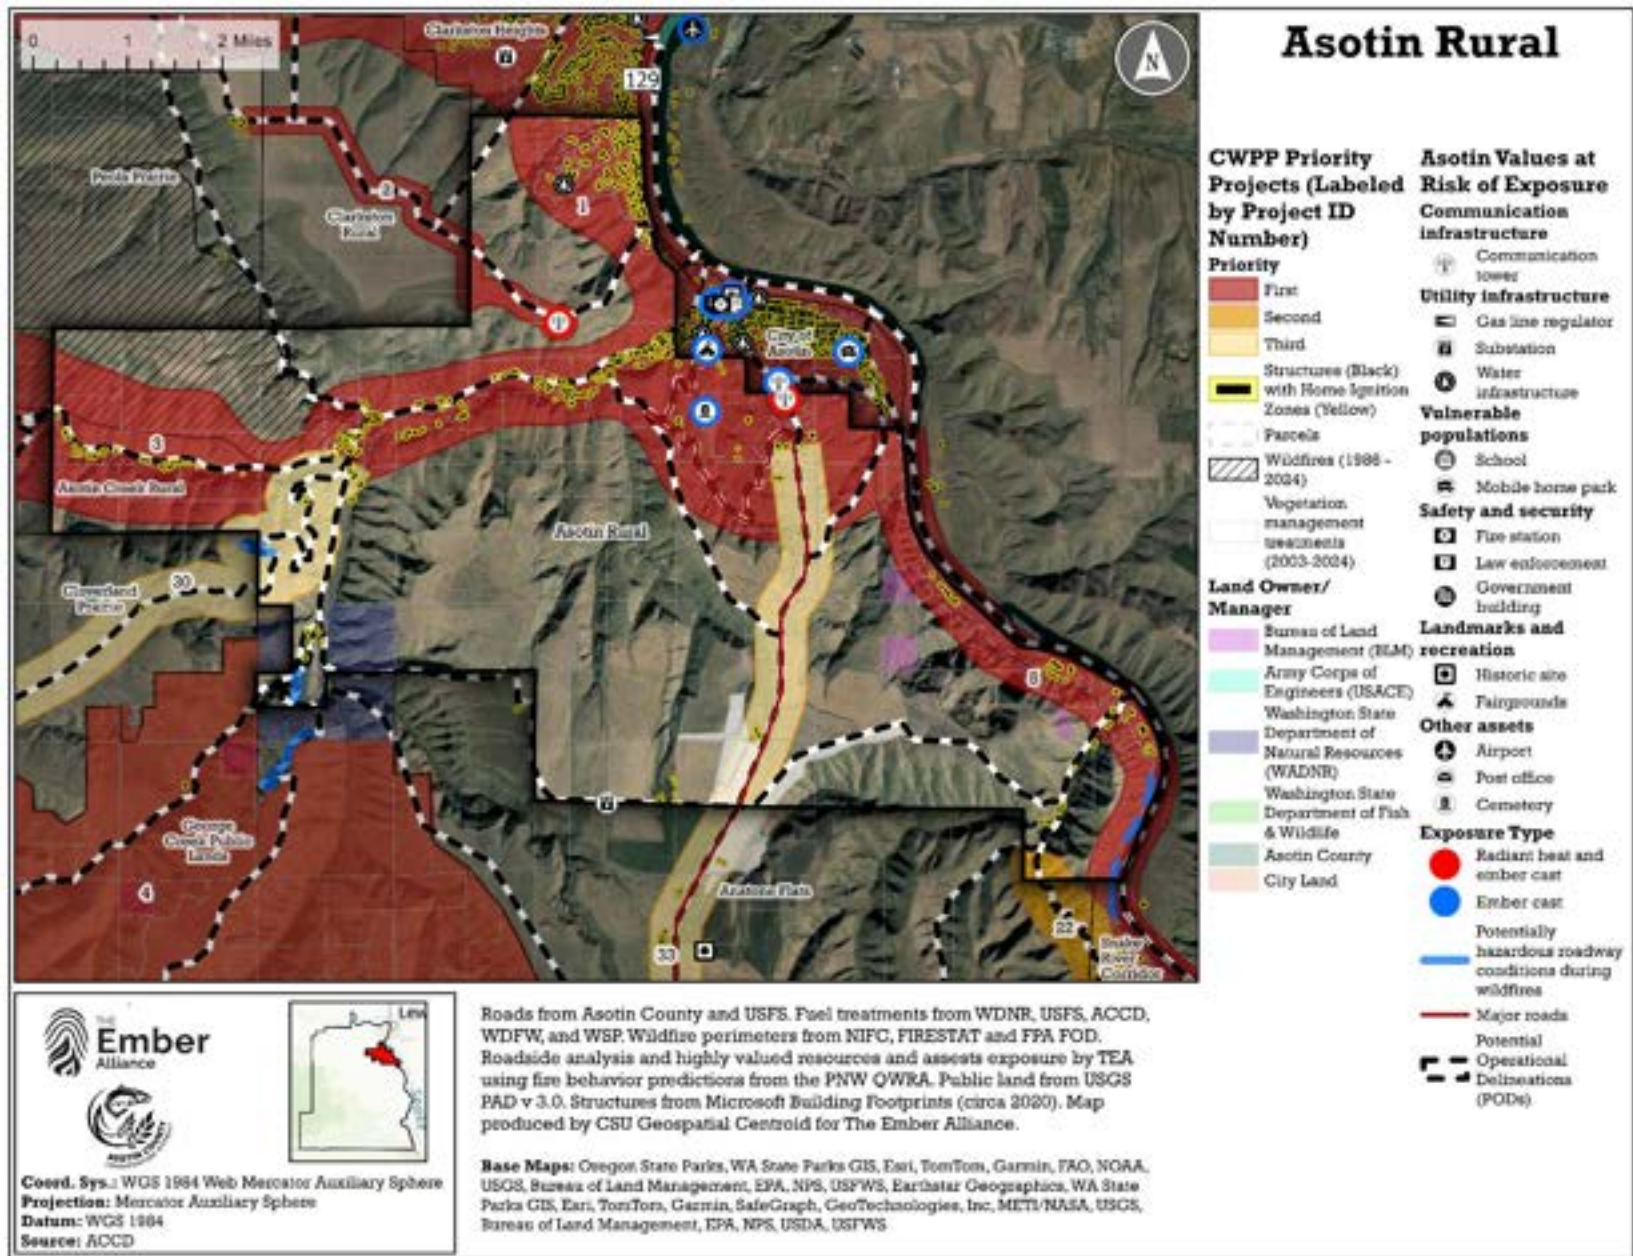 Asotin Rural
0 1 2 Miles
Clarkston Heights
129
N
Peola Prairie
2
Clarkston
Rural
1
City of
Asotin
3
Asotin Creek Rural
Asotin Rural
Cloverland
Prairie
30
8
George
Creek Public
Lands
4
Anatone Flats
33
22
Snake
River
Corridor
CWPP Priority
Projects (Labeled
by Project ID
Number)
Priority
First
Second
Third
Structures (Black)
with Home Ignition
Zones (Yellow)
Parcels
Wildfires (1986 -
2024)
Vegetation
management
treatments
(2003-2024)
Land Owner/
Manager
Bureau of Land
Management (BLM)
Army Corps of
Engineers (USACE)
Washington State
Department of
Natural Resources
(WADNR)
Washington State
Department of Fish
& Wildlife
Asotin County
City Land
Asotin Values at
Risk of Exposure
Communication
infrastructure
Communication
tower
Utility infrastructure
Gas line regulator
Substation
Water
infrastructure
Vulnerable
populations
School
Mobile home park
Safety and security
Fire station
Law enforcement
Government
building
Landmarks and
recreation
Historic site
Fairgrounds
Other assets
Airport
Post office
Cemetery
Exposure Type
Radiant heat and
ember cast
Ember cast
Potentially
hazardous roadway
conditions during
wildfires
Major roads
Potential
Operational
Delineations
(PODs)
THE
Ember
Alliance
ASOTIN COUNTY
Lew
Coord. Sys.: WGS 1984 Web Mercator Auxiliary Sphere
Projection: Mercator Auxiliary Sphere
Datum: WGS 1984
Source: ACCD
Roads from Asotin County and USFS. Fuel treatments from WDNR, USFS, ACCD,
WDFW, and WSP. Wildfire perimeters from NIFC, FIRESTAT and FPA FOD.
Roadside analysis and highly valued resources and assests exposure by TEA
using fire behavior predictions from the PNW QWRA. Public land from USGS
PAD v 3.0. Structures from Microsoft Building Footprints (circa 2020). Map
produced by CSU Geospatial Centroid for The Ember Alliance.
Base Maps: Oregon State Parks, WA State Parks GIS, Esri, TomTom, Garmin, FAO, NOAA,
USGS, Bureau of Land Management, EPA, NPS, USFWS, Earthstar Geographics, WA State
Parks GIS, Esri, TomTom, Garmin, SafeGraph, GeoTechnologies, Inc, METI/NASA, USGS,
Bureau of Land Management, EPA, NPS, USDA, USFWS